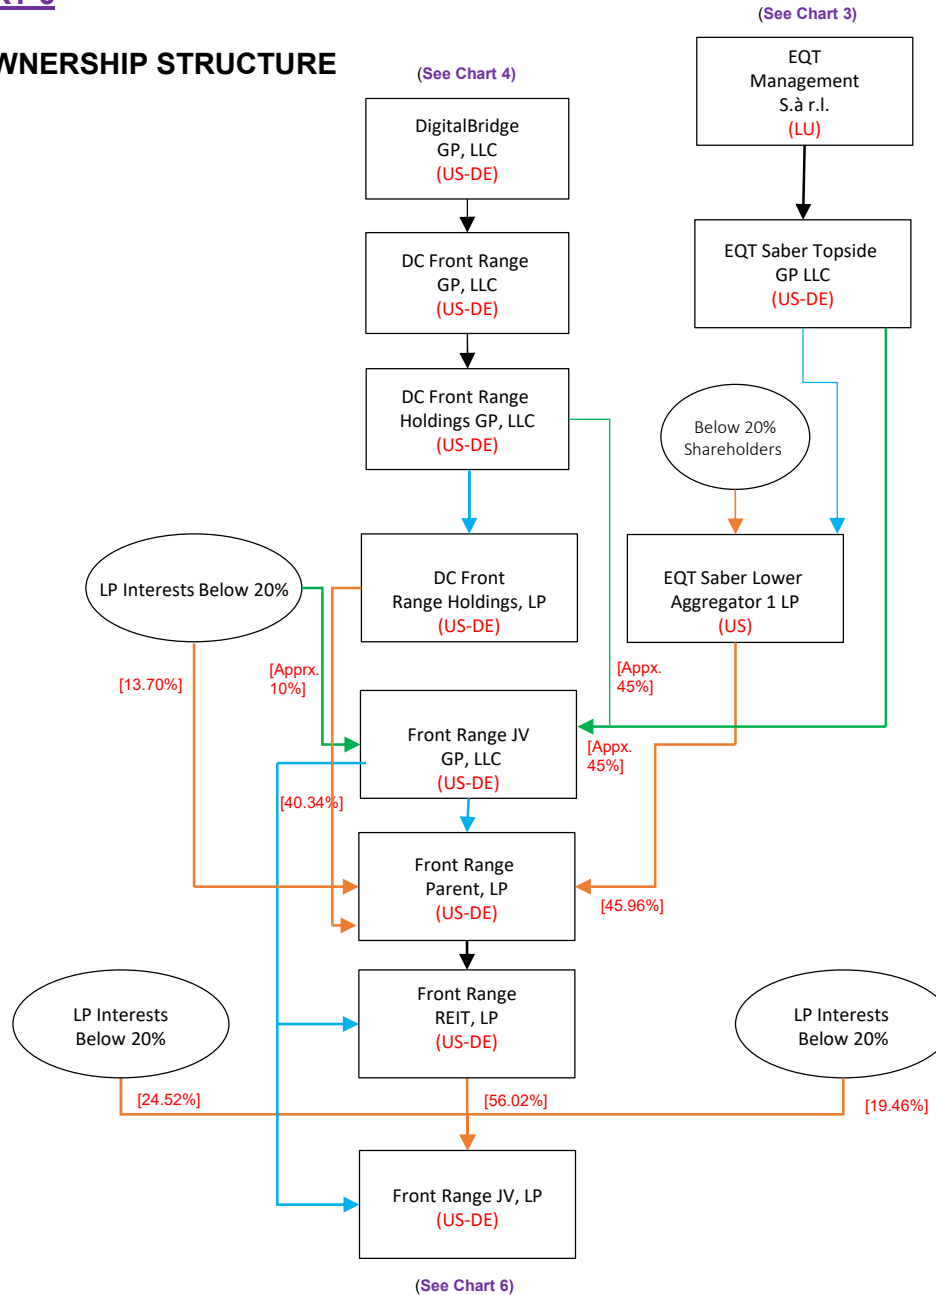 (See Chart 3)
WNERSHIP STRUCTURE
(See Chart 4)
EQT
Management
S.à r.l.
(LU)
DigitalBridge
GP, LLC
(US-DE)
DC Front Range
GP, LLC
(US-DE)
EQT Saber Topside
GP LLC
(US-DE)
DC Front Range
Holdings GP, LLC
(US-DE)
Below 20%
Shareholders
LP Interests Below 20%
DC Front
Range Holdings, LP
(US-DE)
EQT Saber Lower
Aggregator 1 LP
(US)
[13.70%]
[Apprx.
10%]
[Appx.
45%]
Front Range JV
GP, LLC
(US-DE)
[Appx.
45%]
[40.34%]
Front Range
Parent, LP
(US-DE)
[45.96%]
LP Interests
Below 20%
Front Range
REIT, LP
(US-DE)
LP Interests
Below 20%
[24.52%]
[56.02%]
[19.46%]
Front Range JV, LP
(US-DE)
(See Chart 6)